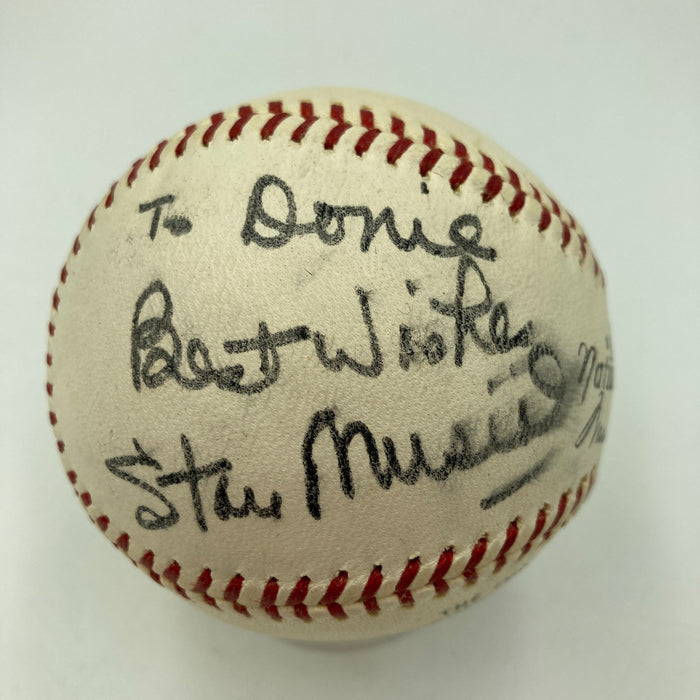 To Donie
Best Wishes
Stan Musial